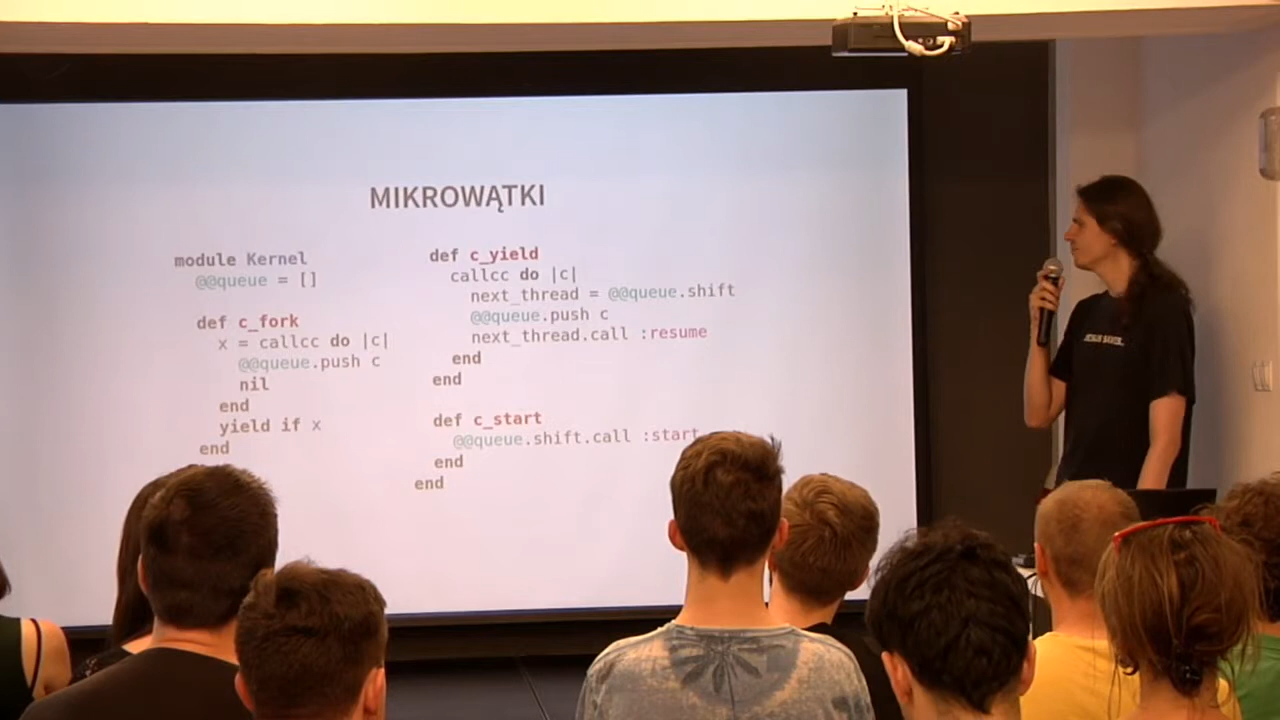 MIKROWĄTKI
module Kernel
@@queue = []
def c_fork
x = callcc do |c|
@@queue.push c
nil
end
yield if x
end
def c_yield
callcc do |c|
next_thread = @@queue.shift
@@queue.push c
next_thread.call :resume
end
end
def c_start
@@queue.shift.call :start
end
end